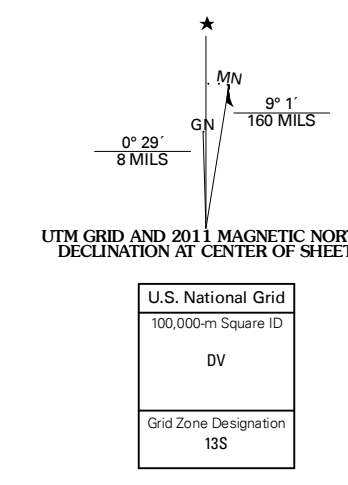 MN
9° 1´
160 MILS
GN
0° 29´
8 MILS
UTM GRID AND 2011 MAGNETIC
DECLINATION AT CENTER OF SHEET
U.S. National Grid
100,000-m Square ID
DV
Grid Zone Designation
13S